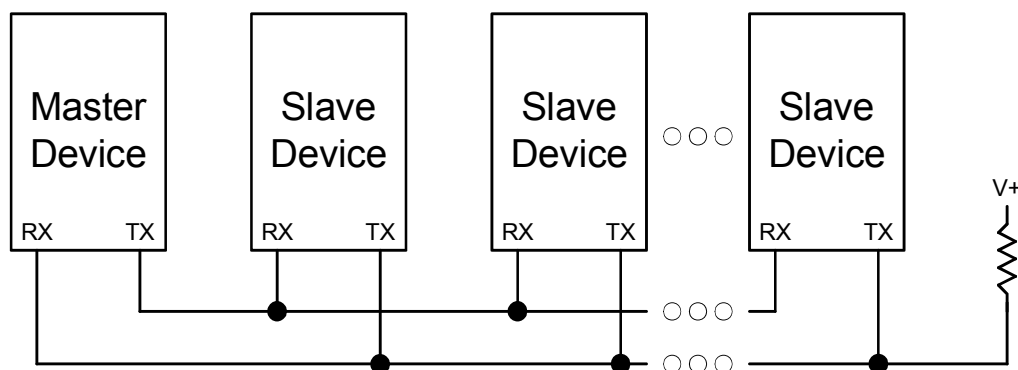 Master
Device
Slave
Device
Slave
Device
Slave
Device
V+
RX TX
RX TX
RX TX
RX TX